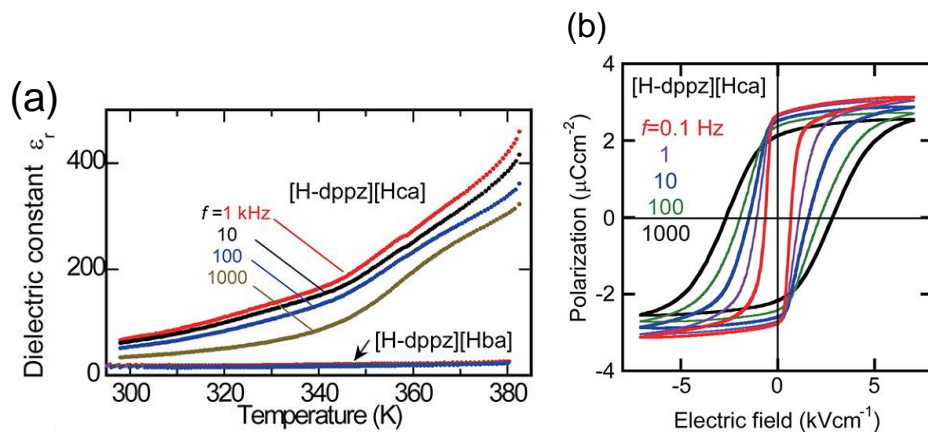 (a)
Dielectric constant εr
400
200
0
[H-dppz][Hca]
f = 1 kHz
10
100
1000
[H-dppz][Hba]
300
320
340
360
380
Temperature (K)
(b)
Polarization (μCcm⁻²)
4
2
0
-2
-4
[H-dppz][Hca]
f=0.1 Hz
1
10
100
1000
-5
0
5
Electric field (kVcm⁻¹)